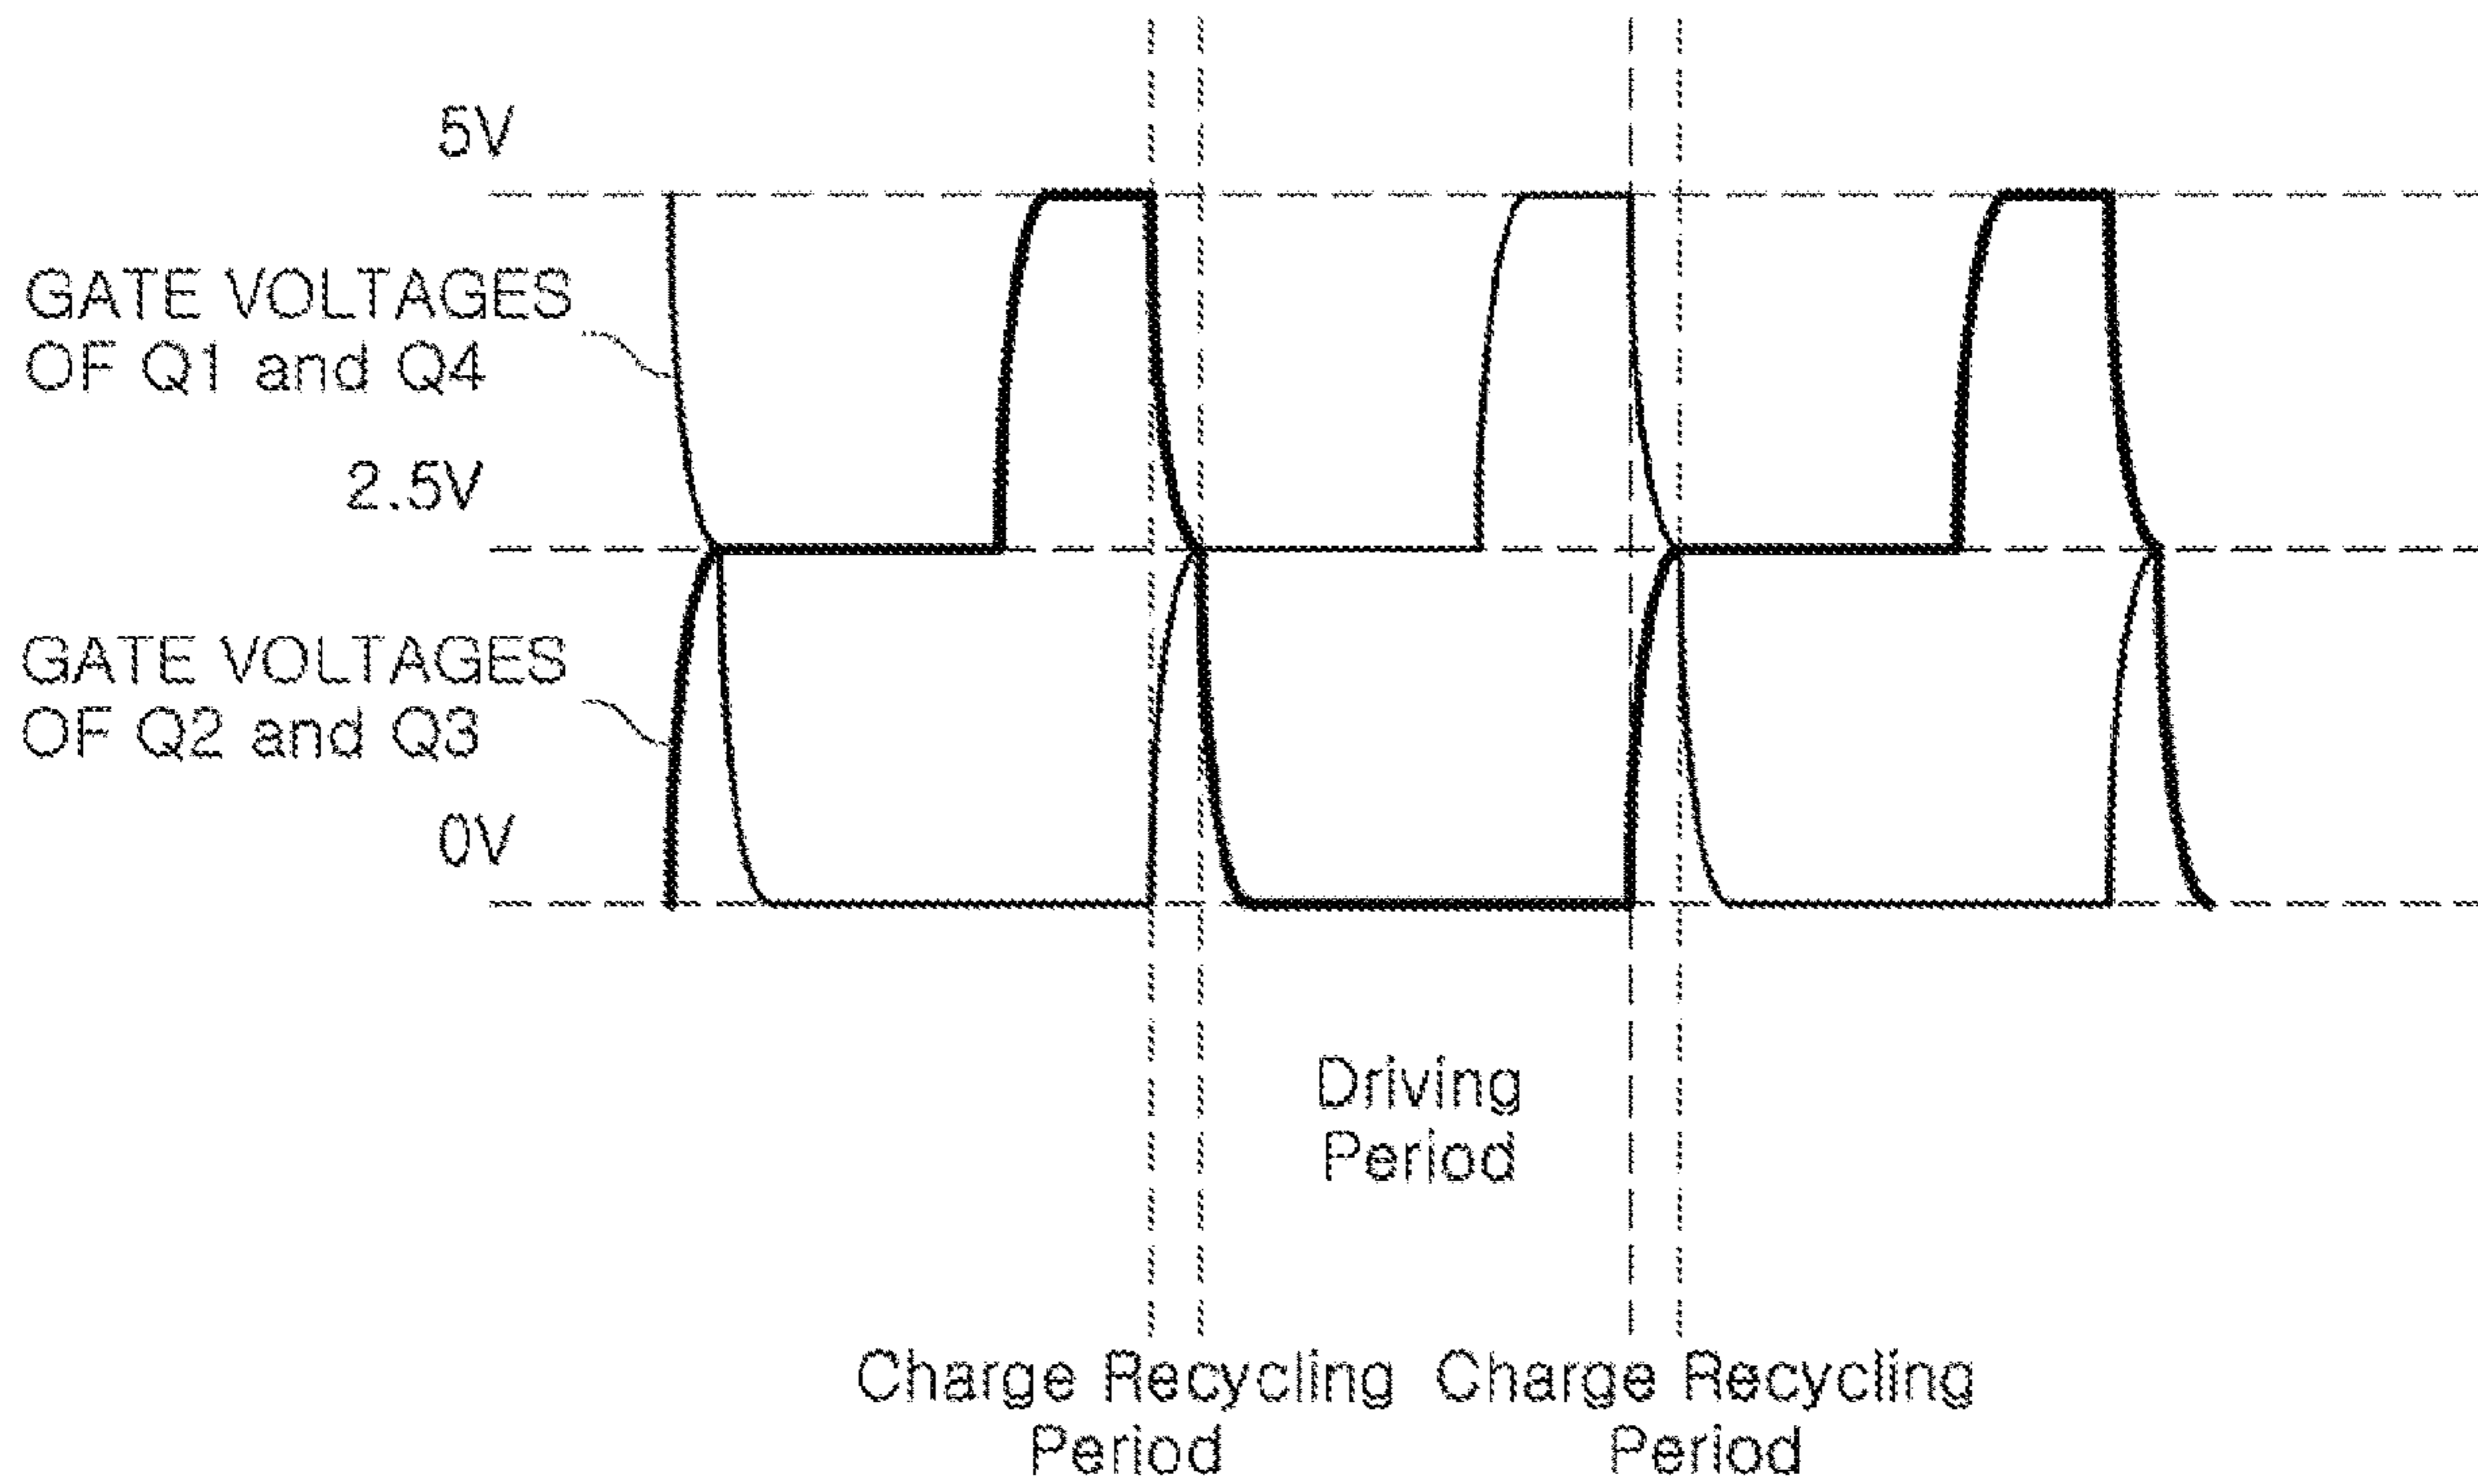 5V
GATE VOLTAGES
OF Q1 and Q4
2.5V
GATE VOLTAGES
OF Q2 and Q3
0V
Driving
Period
Charge Recycling
Period
Charge Recycling
Period